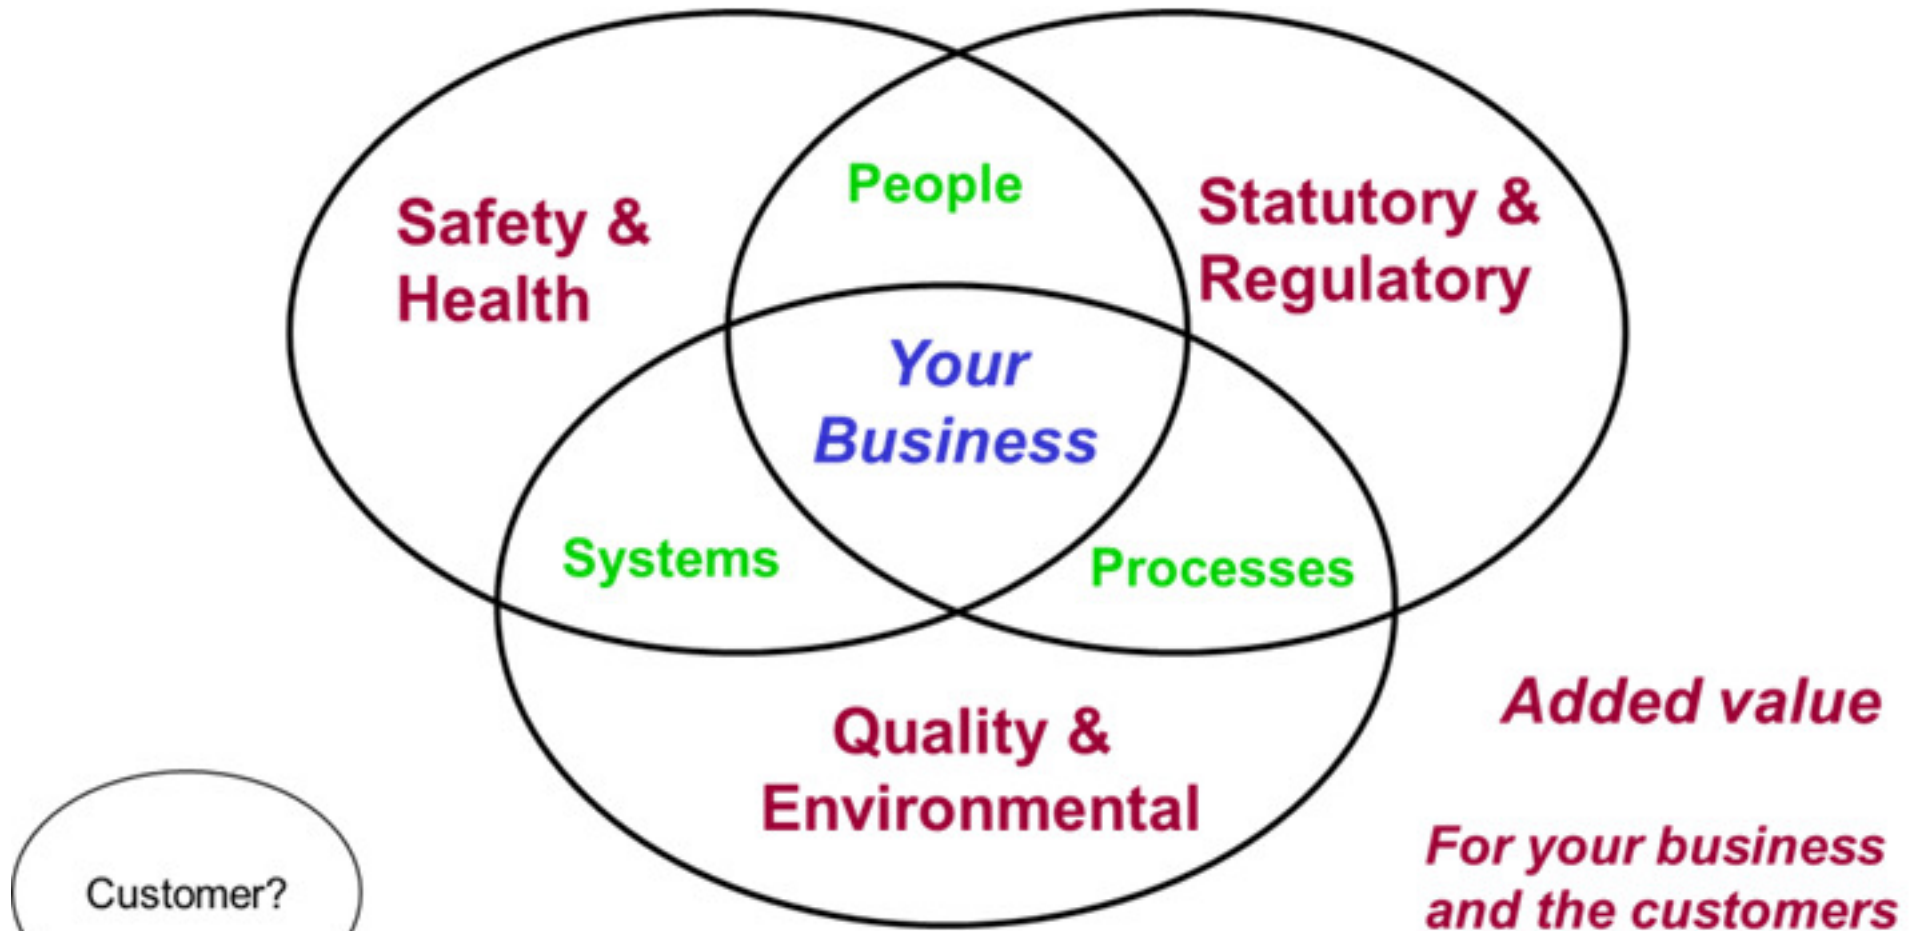 People
Safety &
Health
Statutory &
Regulatory
Your
Business
Systems
Processes
Quality &
Environmental
Added value
For your business
and the customers
Customer?